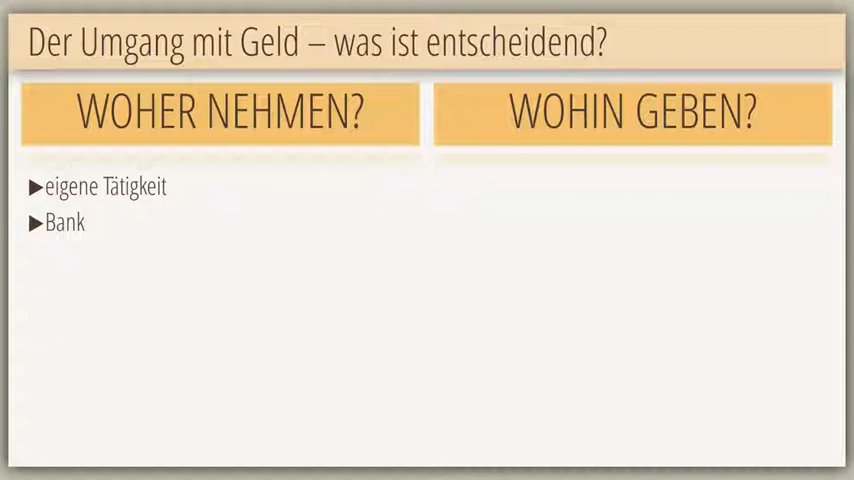 Der Umgang mit Geld – was ist entscheidend?
WOHER NEHMEN?
WOHIN GEBEN?
▶eigene Tätigkeit
▶Bank